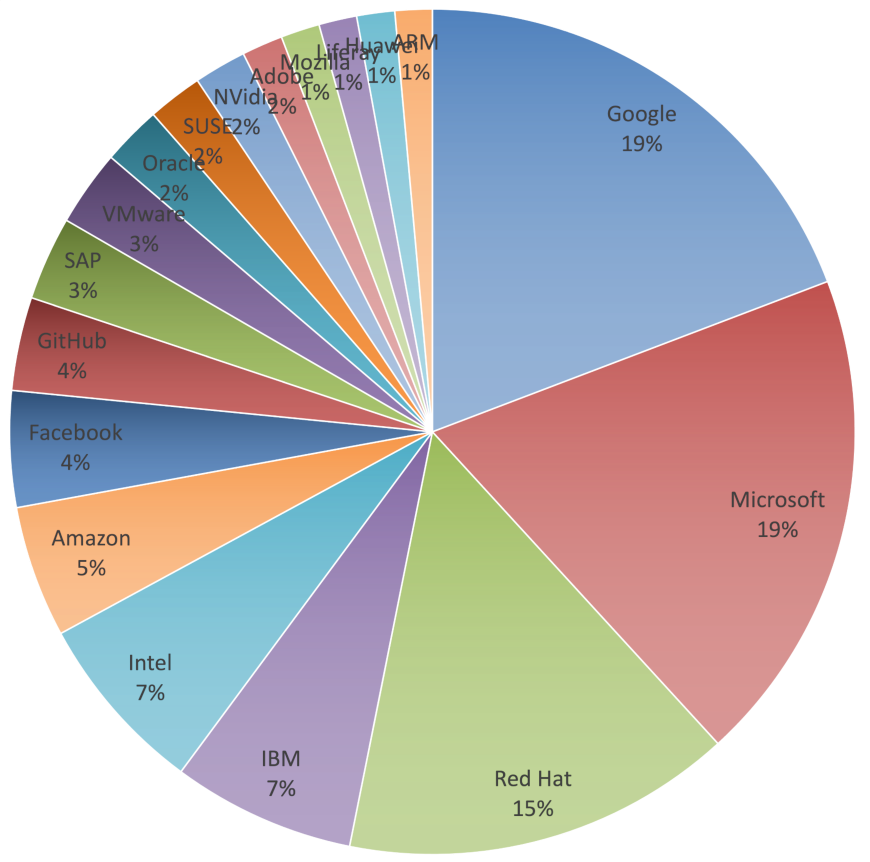 Google
19%
Microsoft
19%
Red Hat
15%
IBM
7%
Intel
7%
Amazon
5%
Facebook
4%
GitHub
4%
SAP
3%
VMware
3%
Oracle
2%
SUSE
2%
NVidia
2%
Adobe
2%
Mozilla
1%
Liferay
1%
Huawei
1%
ARM
1%